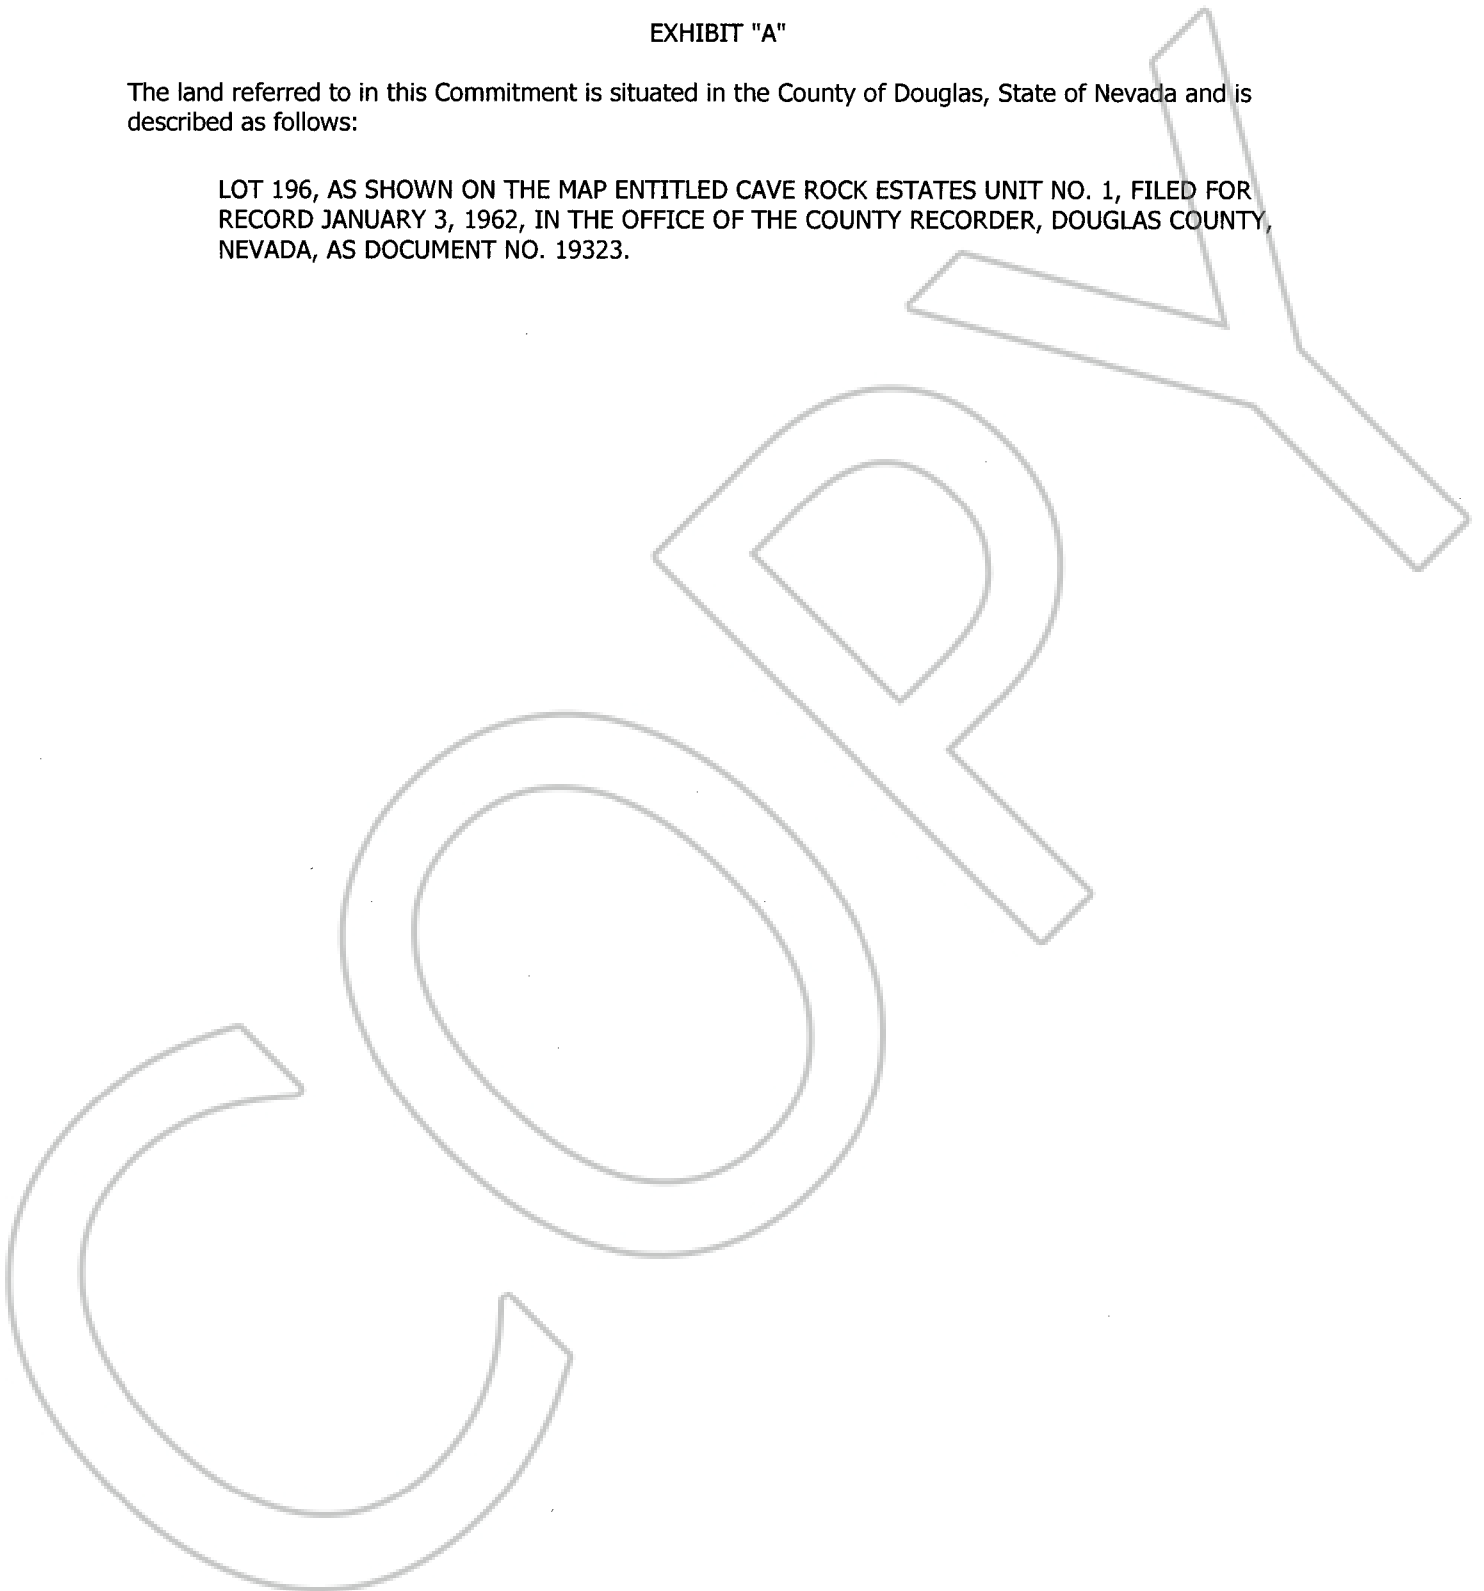 EXHIBIT "A"
The land referred to in this Commitment is situated in the County of Douglas, State of Nevada and is
described as follows:
LOT 196, AS SHOWN ON THE MAP ENTITLED CAVE ROCK ESTATES UNIT NO. 1, FILED FOR
RECORD JANUARY 3, 1962, IN THE OFFICE OF THE COUNTY RECORDER, DOUGLAS COUNTY,
NEVADA, AS DOCUMENT NO. 19323.
COPY